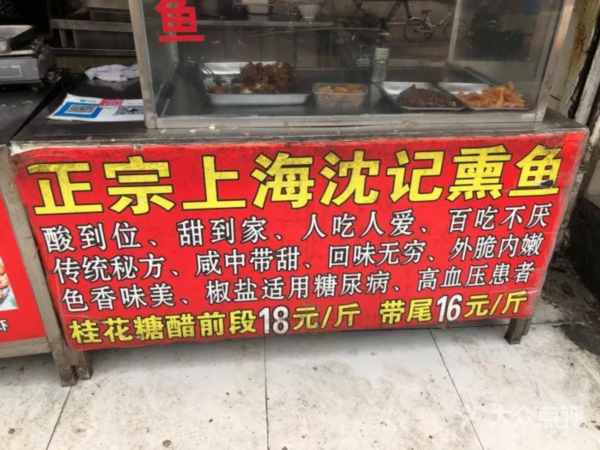 鱼
正宗上海沈记熏鱼
酸到位、甜到家、人吃人爱、百吃不厌
传统秘方、咸中带甜、回味无穷、外脆内嫩
色香味美、椒盐适用糖尿病、高血压患者
桂花糖醋前段18元/斤 带尾16元/斤
大众点评